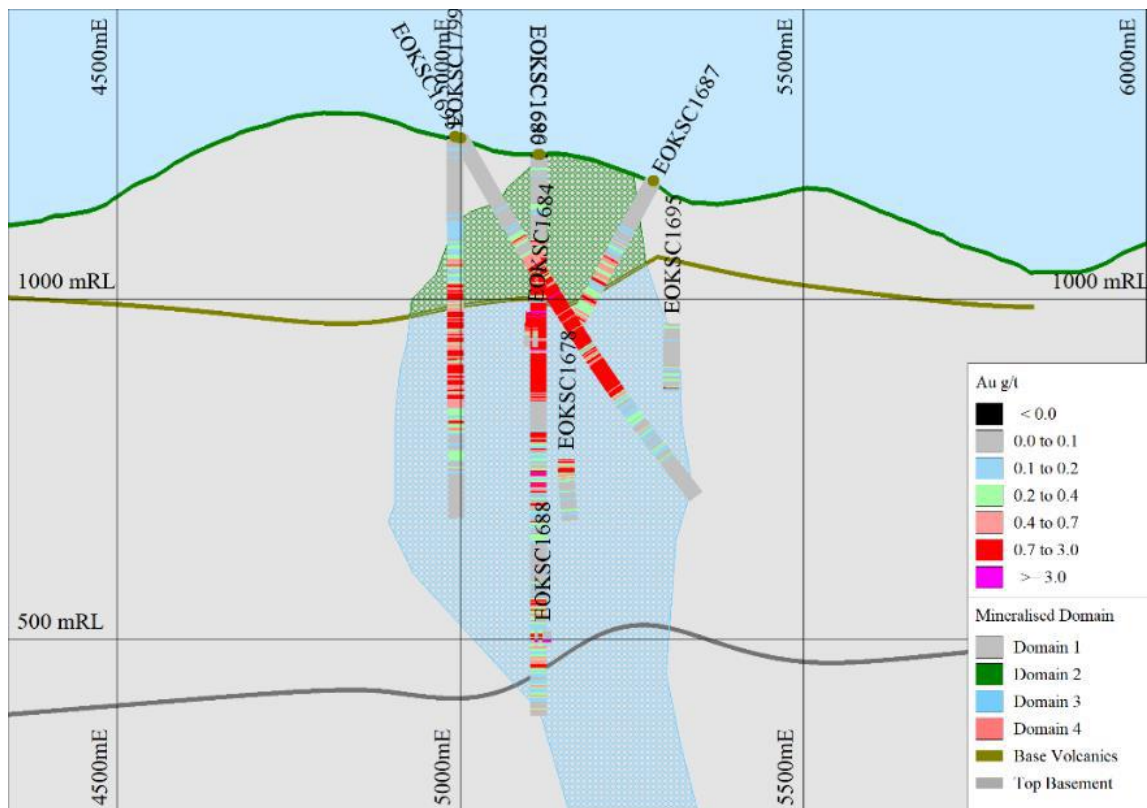 4500mE
5000mE
5500mE
6000mE
EOKSC1799
EOKSC1687
EOKSC1684
EOKSC1695
EOKSC1678
EOKSC1688
1000 mRL
1000 mRL
500 mRL
4500mE
5000mE
5500mE
Au g/t
< 0.0
0.0 to 0.1
0.1 to 0.2
0.2 to 0.4
0.4 to 0.7
0.7 to 3.0
>= 3.0
Mineralised Domain
Domain 1
Domain 2
Domain 3
Domain 4
Base Volcanics
Top Basement